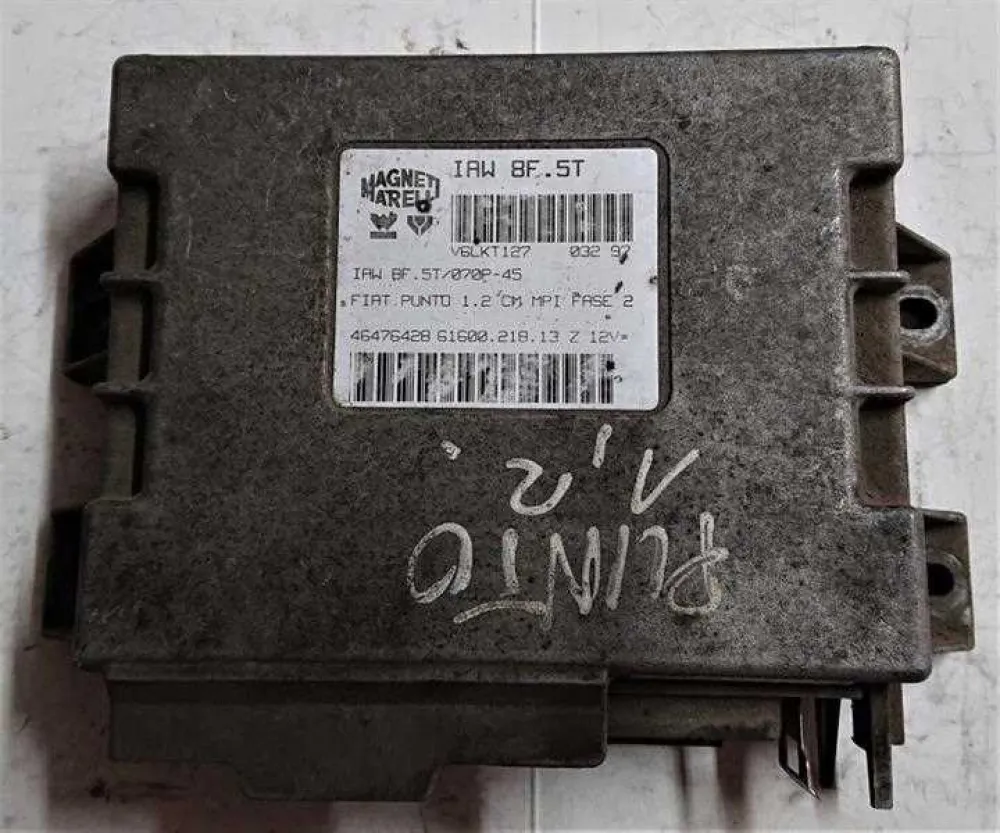 IAW 8F.5T
MAGNETI
MARELLI
V6LKT127 032 97
IAW 8F.5T/070P-45
FIAT PUNTO 1.2 CM MPI FASE 2
46476428 61600.218.13 Z 12V=
PUNTO
1,2